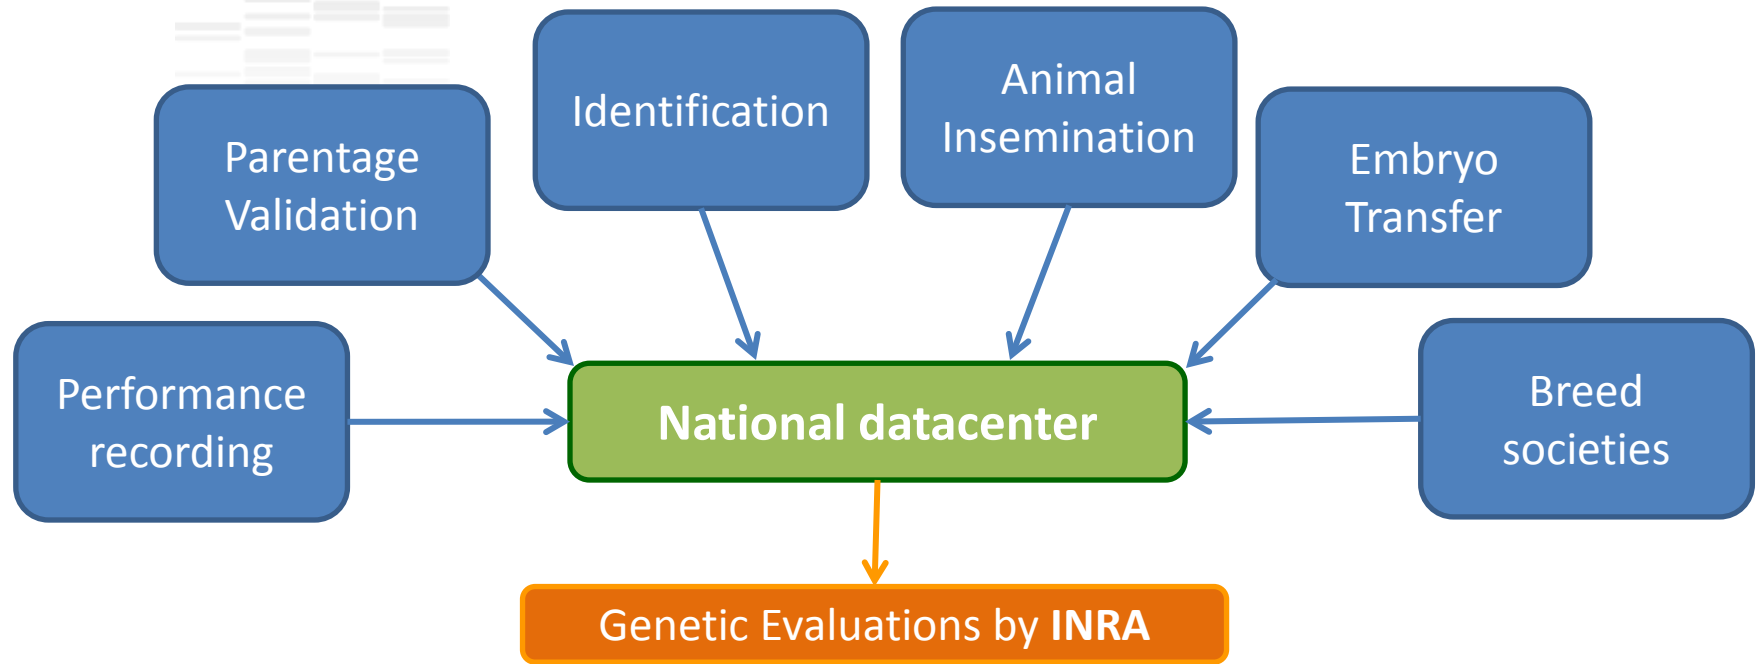 Identification
Animal
Insemination
Parentage
Validation
Embryo
Transfer
Performance
recording
National datacenter
Breed
societies
Genetic Evaluations by INRA